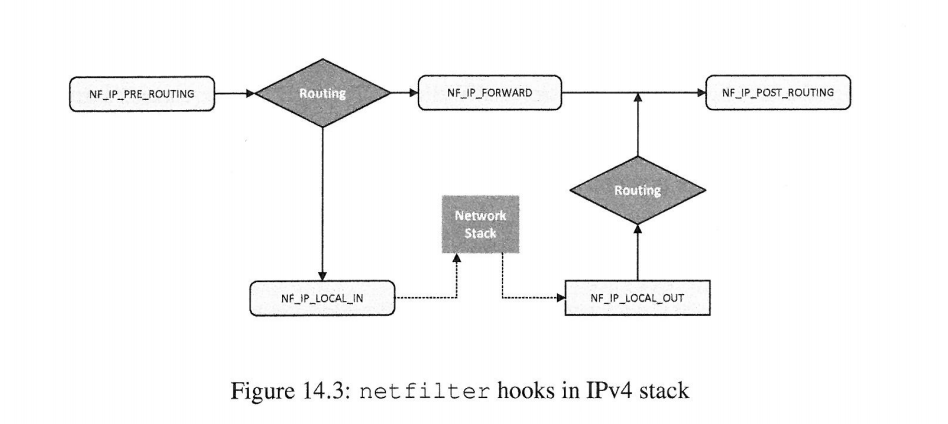 NF_IP_PRE_ROUTING
Routing
NF_IP_FORWARD
NF_IP_POST_ROUTING
Routing
Network
Stack
NF_IP_LOCAL_IN
NF_IP_LOCAL_OUT
Figure 14.3: netfilter hooks in IPv4 stack